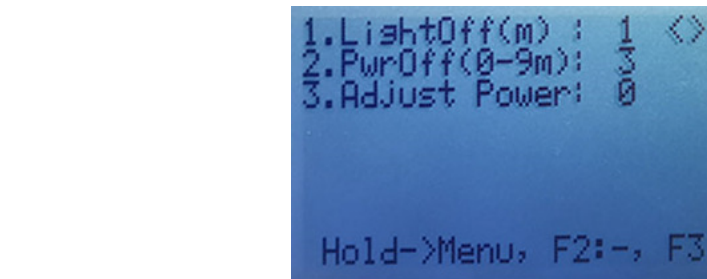 1.LightOff(m) : 1 <>
2.PwrOff(0-9m): 3
3.Adjust Power: 0
Hold->Menu, F2:-, F3